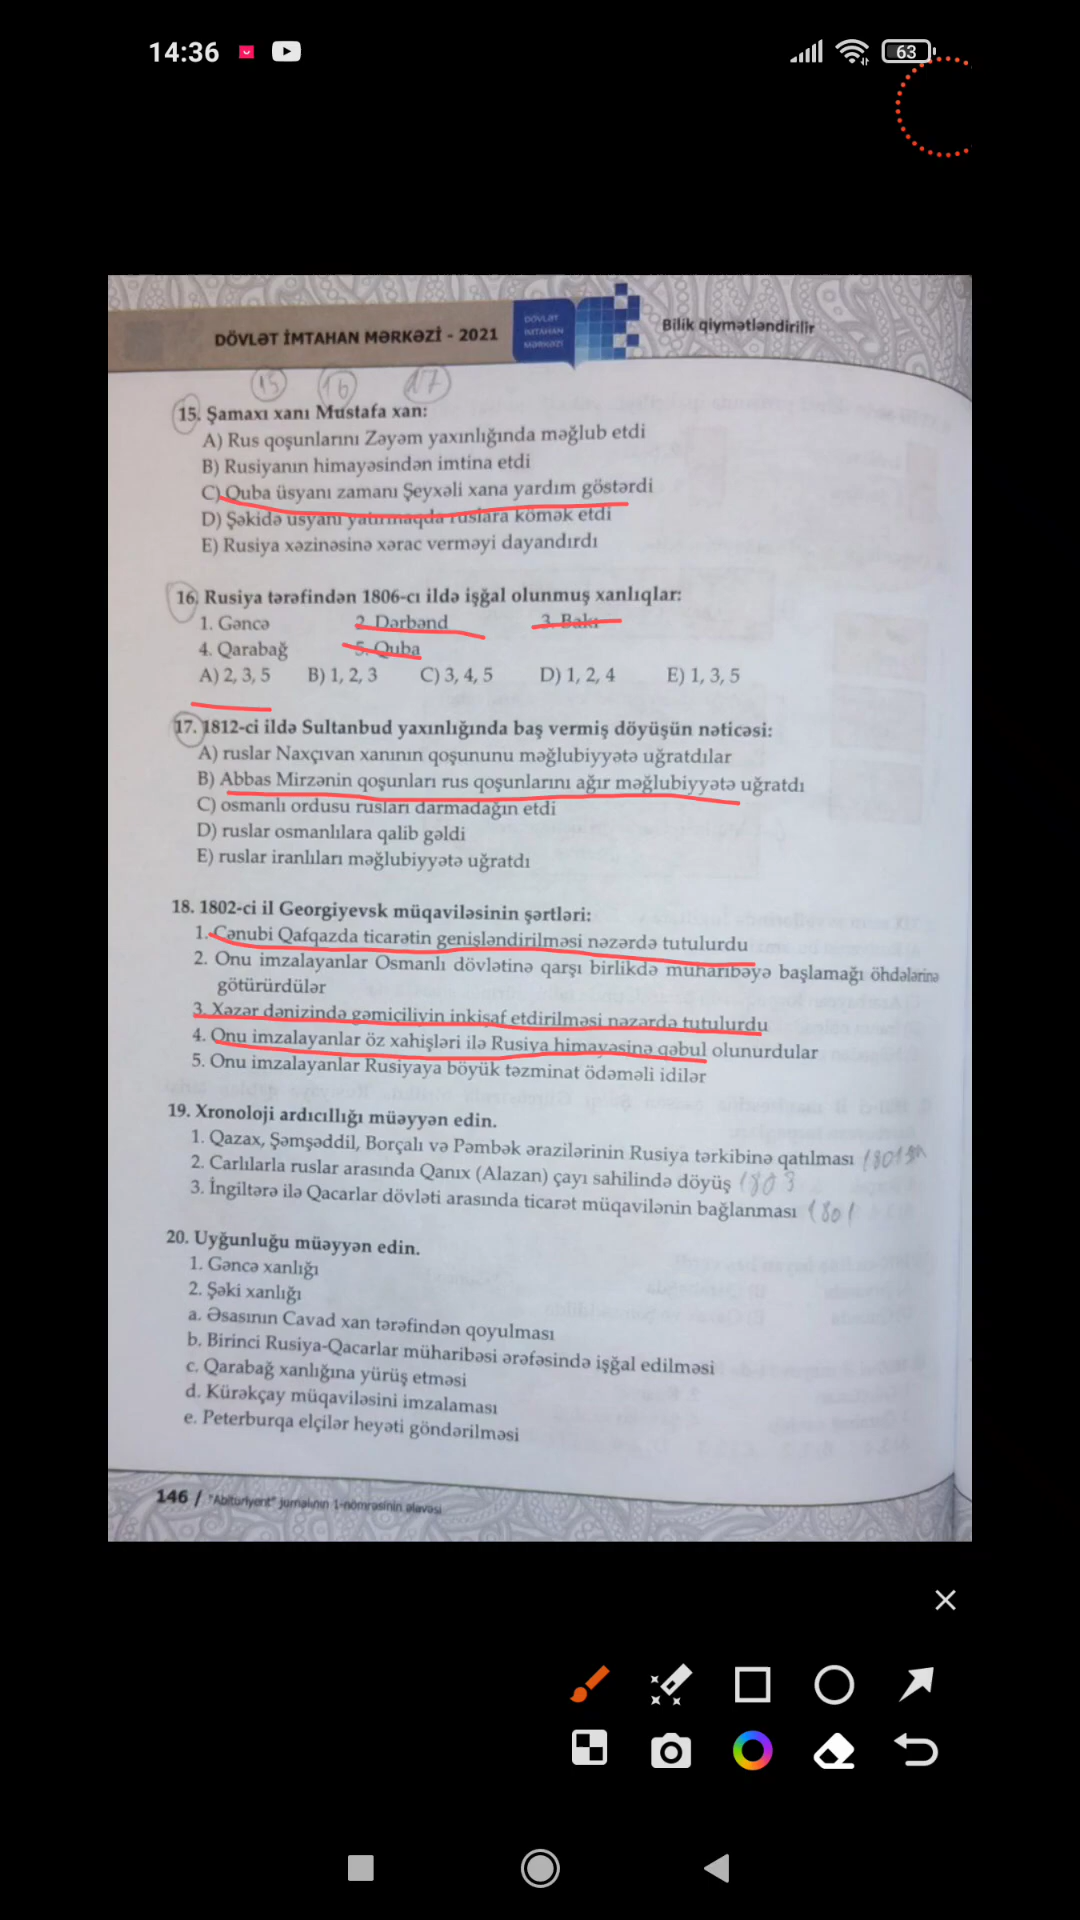 14:36
63
DÖVLƏT İMTAHAN MƏRKƏZİ - 2021
DÖVLƏT
İMTAHAN
MƏRKƏZİ
Bilik qiymətləndirilir
15 16 17
15. Şamaxı xanı Mustafa xan:
A) Rus qoşunlarını Zəyəm yaxınlığında məğlub etdi
B) Rusiyanın himayəsindən imtina etdi
C) Quba üsyanı zamanı Şeyxəli xana yardım göstərdi
D) Şəkidə üsyanı yatırmaqda ruslara kömək etdi
E) Rusiya xəzinəsinə xərac verməyi dayandırdı
16. Rusiya tərəfindən 1806-cı ildə işğal olunmuş xanlıqlar:
1. Gəncə 2. Dərbənd 3. Bakı
4. Qarabağ 5. Quba
A) 2, 3, 5 B) 1, 2, 3 C) 3, 4, 5 D) 1, 2, 4 E) 1, 3, 5
17. 1812-ci ildə Sultanbud yaxınlığında baş vermiş döyüşün nəticəsi:
A) ruslar Naxçıvan xanının qoşununu məğlubiyyətə uğratdılar
B) Abbas Mirzənin qoşunları rus qoşunlarını ağır məğlubiyyətə uğratdı
C) osmanlı ordusu rusları darmadağın etdi
D) ruslar osmanlılara qalib gəldi
E) ruslar iranlıları məğlubiyyətə uğratdı
18. 1802-ci il Georgiyevsk müqaviləsinin şərtləri:
1. Cənubi Qafqazda ticarətin genişləndirilməsi nəzərdə tutulurdu
2. Onu imzalayanlar Osmanlı dövlətinə qarşı birlikdə müharibəyə başlamağı öhdələrinə
götürürdülər
3. Xəzər dənizində gəmiçiliyin inkişaf etdirilməsi nəzərdə tutulurdu
4. Onu imzalayanlar öz xahişləri ilə Rusiya himayəsinə qəbul olunurdular
5. Onu imzalayanlar Rusiyaya böyük təzminat ödəməli idilər
19. Xronoloji ardıcıllığı müəyyən edin.
1. Qazax, Şəmşəddil, Borçalı və Pəmbək ərazilərinin Rusiya tərkibinə qatılması
2. Carlılarla ruslar arasında Qanıx (Alazan) çayı sahilində döyüş 1803
3. İngiltərə ilə Qacarlar dövləti arasında ticarət müqavilənin bağlanması 1801
20. Uyğunluğu müəyyən edin.
1. Gəncə xanlığı
2. Şəki xanlığı
a. Əsasının Cavad xan tərəfindən qoyulması
b. Birinci Rusiya-Qacarlar müharibəsi ərəfəsində işğal edilməsi
c. Qarabağ xanlığına yürüş etməsi
d. Kürəkçay müqaviləsini imzalaması
e. Peterburqa elçilər heyəti göndərilməsi
146 / "Abituriyent" jurnalının 1-nömrəsinin əlavəsi